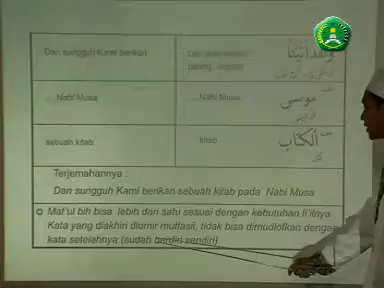 Dan sungguh Kami berikan
وَلَقَدْ آتَيْنَا
... Nabi Musa
... Nabi Musa
مُوسَى
sebuah kitab
kitab
الْكِتَابَ
Terjemahannya :
Dan sungguh Kami berikan sebuah kitab pada Nabi Musa
Maf'ul bih bisa lebih dari satu sesuai dengan kebutuhan fi'ilnya
Kata yang diakhiri dlomir muttasil, tidak bisa dimudlofkan dengan
kata setelahnya (sudah berdiri sendiri)